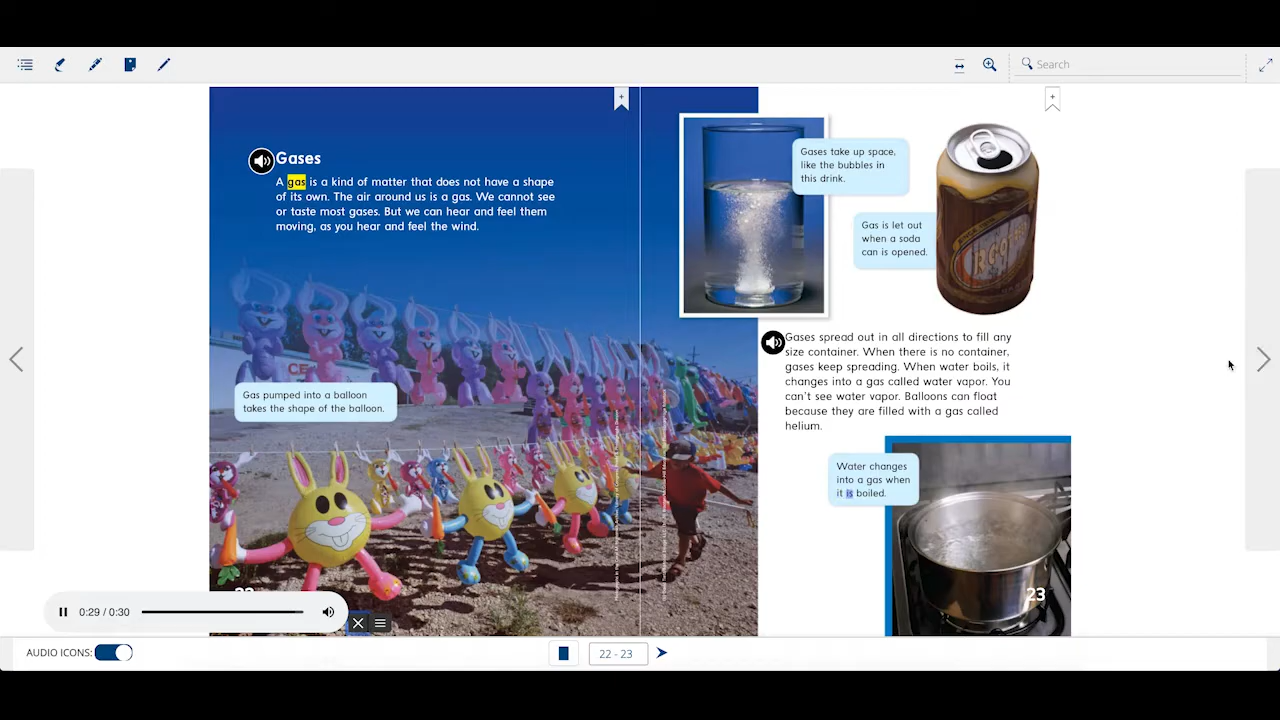 Search
Gases
A gas is a kind of matter that does not have a shape
of its own. The air around us is a gas. We cannot see
or taste most gases. But we can hear and feel them
moving, as you hear and feel the wind.
Gas pumped into a balloon
takes the shape of the balloon.
Gases take up space,
like the bubbles in
this drink.
Gas is let out
when a soda
can is opened.
Gases spread out in all directions to fill any
size container. When there is no container,
gases keep spreading. When water boils, it
changes into a gas called water vapor. You
can't see water vapor. Balloons can float
because they are filled with a gas called
helium.
Water changes
into a gas when
it is boiled.
23
0:29 / 0:30
AUDIO ICONS:
22 - 23